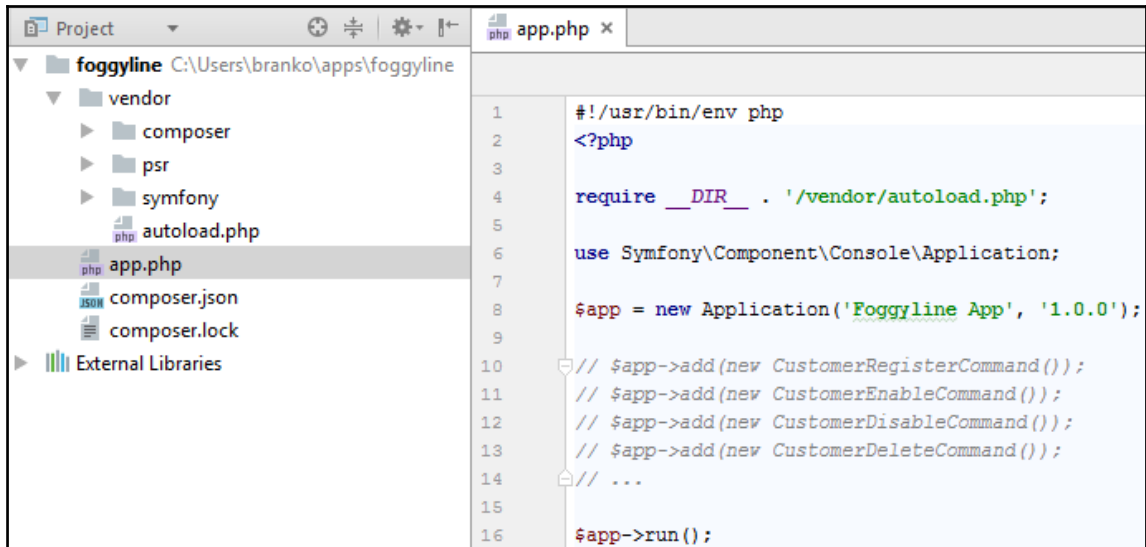 Project
foggyline C:\Users\branko\apps\foggyline
vendor
composer
psr
symfony
php autoload.php
php app.php
JSON composer.json
composer.lock
External Libraries
php app.php ×
1 #!/usr/bin/env php
2 <?php
3
4 require __DIR__ . '/vendor/autoload.php';
5
6 use Symfony\Component\Console\Application;
7
8 $app = new Application('Foggyline App', '1.0.0');
9
10 // $app->add(new CustomerRegisterCommand());
11 // $app->add(new CustomerEnableCommand());
12 // $app->add(new CustomerDisableCommand());
13 // $app->add(new CustomerDeleteCommand());
14 // ...
15
16 $app->run();